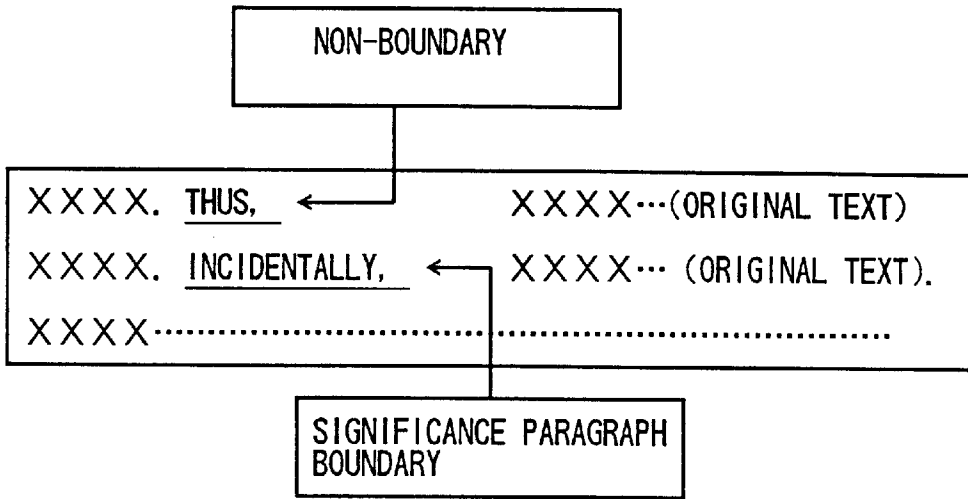 NON-BOUNDARY
XXXX. THUS, XXXX···(ORIGINAL TEXT)
XXXX. INCIDENTALLY, XXXX··· (ORIGINAL TEXT).
XXXX·······························································
SIGNIFICANCE PARAGRAPH
BOUNDARY